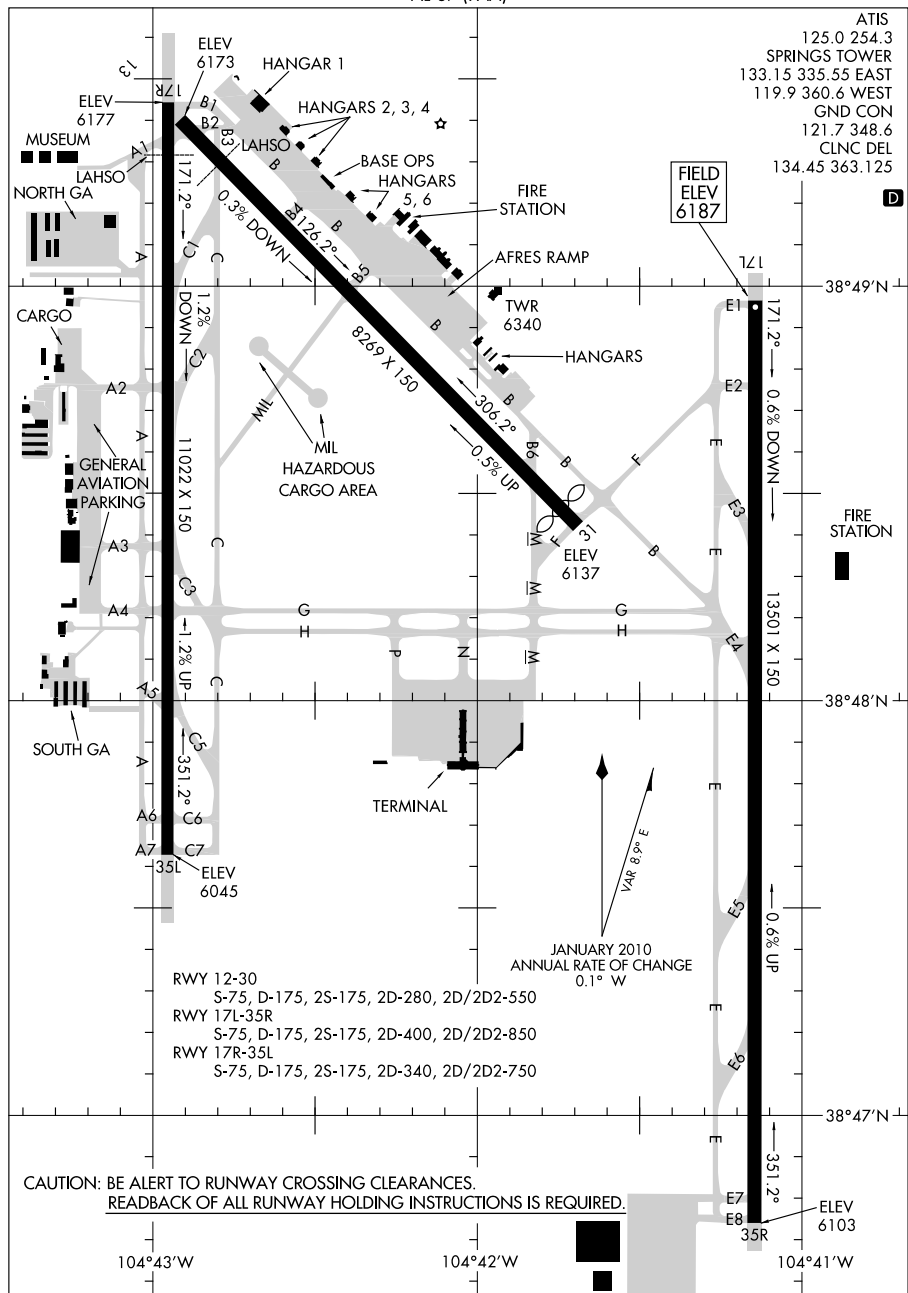 ATIS
125.0 254.3
SPRINGS TOWER
133.15 335.55 EAST
119.9 360.6 WEST
GND CON
121.7 348.6
CLNC DEL
134.45 363.125
D
FIELD
ELEV
6187
13
ELEV
6173
HANGAR 1
17R
ELEV
6177
B1
B2
B3
HANGARS 2, 3, 4
MUSEUM
A1
LAHSO
LAHSO
B
BASE OPS
HANGARS
5, 6
FIRE
STATION
NORTH GA
171.2°
0.3% DOWN
B4
B
126.2°
B5
AFRES RAMP
A
C1
C
17L
38°49'N
E1
TWR
6340
CARGO
1.2%
DOWN
C2
8269 X 150
B
HANGARS
171.2°
A2
E2
MIL
306.2°
B
0.6% DOWN
A
MIL
HAZARDOUS
CARGO AREA
0.5% UP
B6
B
F
E
GENERAL
AVIATION
PARKING
11022 X 150
E3
FIRE
STATION
31
ELEV
6137
F
M
B
E
A3
C
C3
M
A4
G
G
H
H
13501 X 150
E4
1.2% UP
P
N
M
A5
C
38°48'N
SOUTH GA
C5
A
351.2°
TERMINAL
E
A6
C6
A7
C7
35L
ELEV
6045
VAR 8.9° E
JANUARY 2010
ANNUAL RATE OF CHANGE
0.1° W
E5
0.6% UP
RWY 12-30
S-75, D-175, 2S-175, 2D-280, 2D/2D2-550
RWY 17L-35R
S-75, D-175, 2S-175, 2D-400, 2D/2D2-850
RWY 17R-35L
S-75, D-175, 2S-175, 2D-340, 2D/2D2-750
E
E6
38°47'N
E
351.2°
CAUTION: BE ALERT TO RUNWAY CROSSING CLEARANCES.
READBACK OF ALL RUNWAY HOLDING INSTRUCTIONS IS REQUIRED.
E7
E8
35R
ELEV
6103
104°43'W
104°42'W
104°41'W